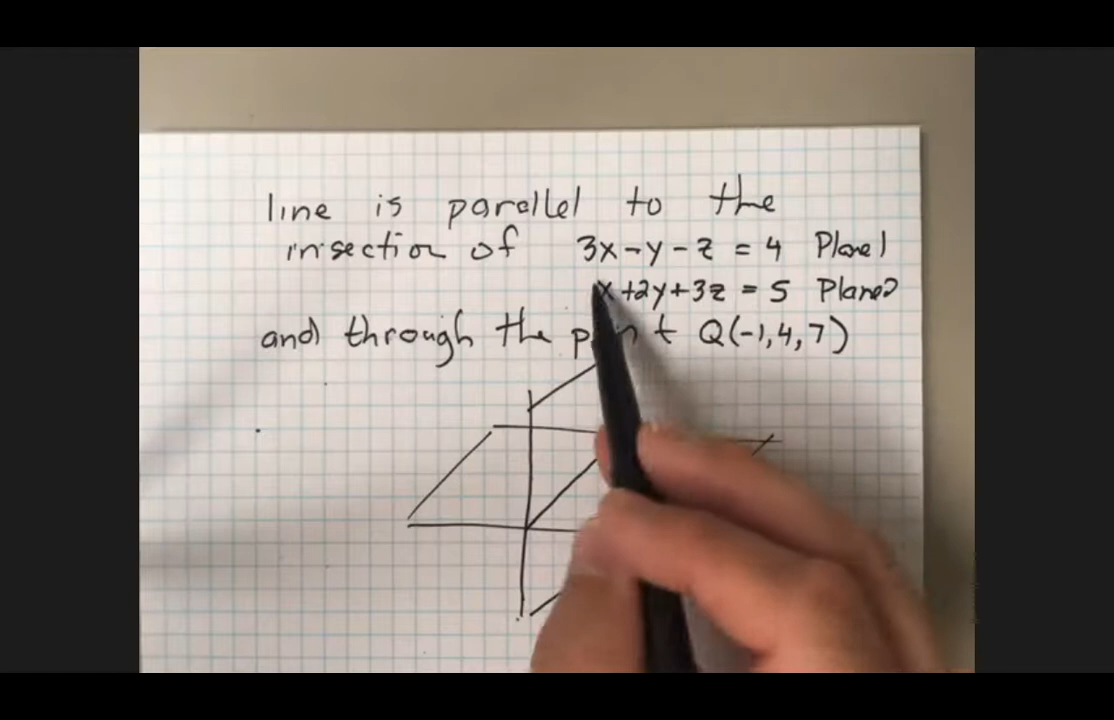 line is parallel to the
insection of 3x-y-z = 4 Plane1
x+2y+3z = 5 Plane2
and through the Q(-1,4,7)